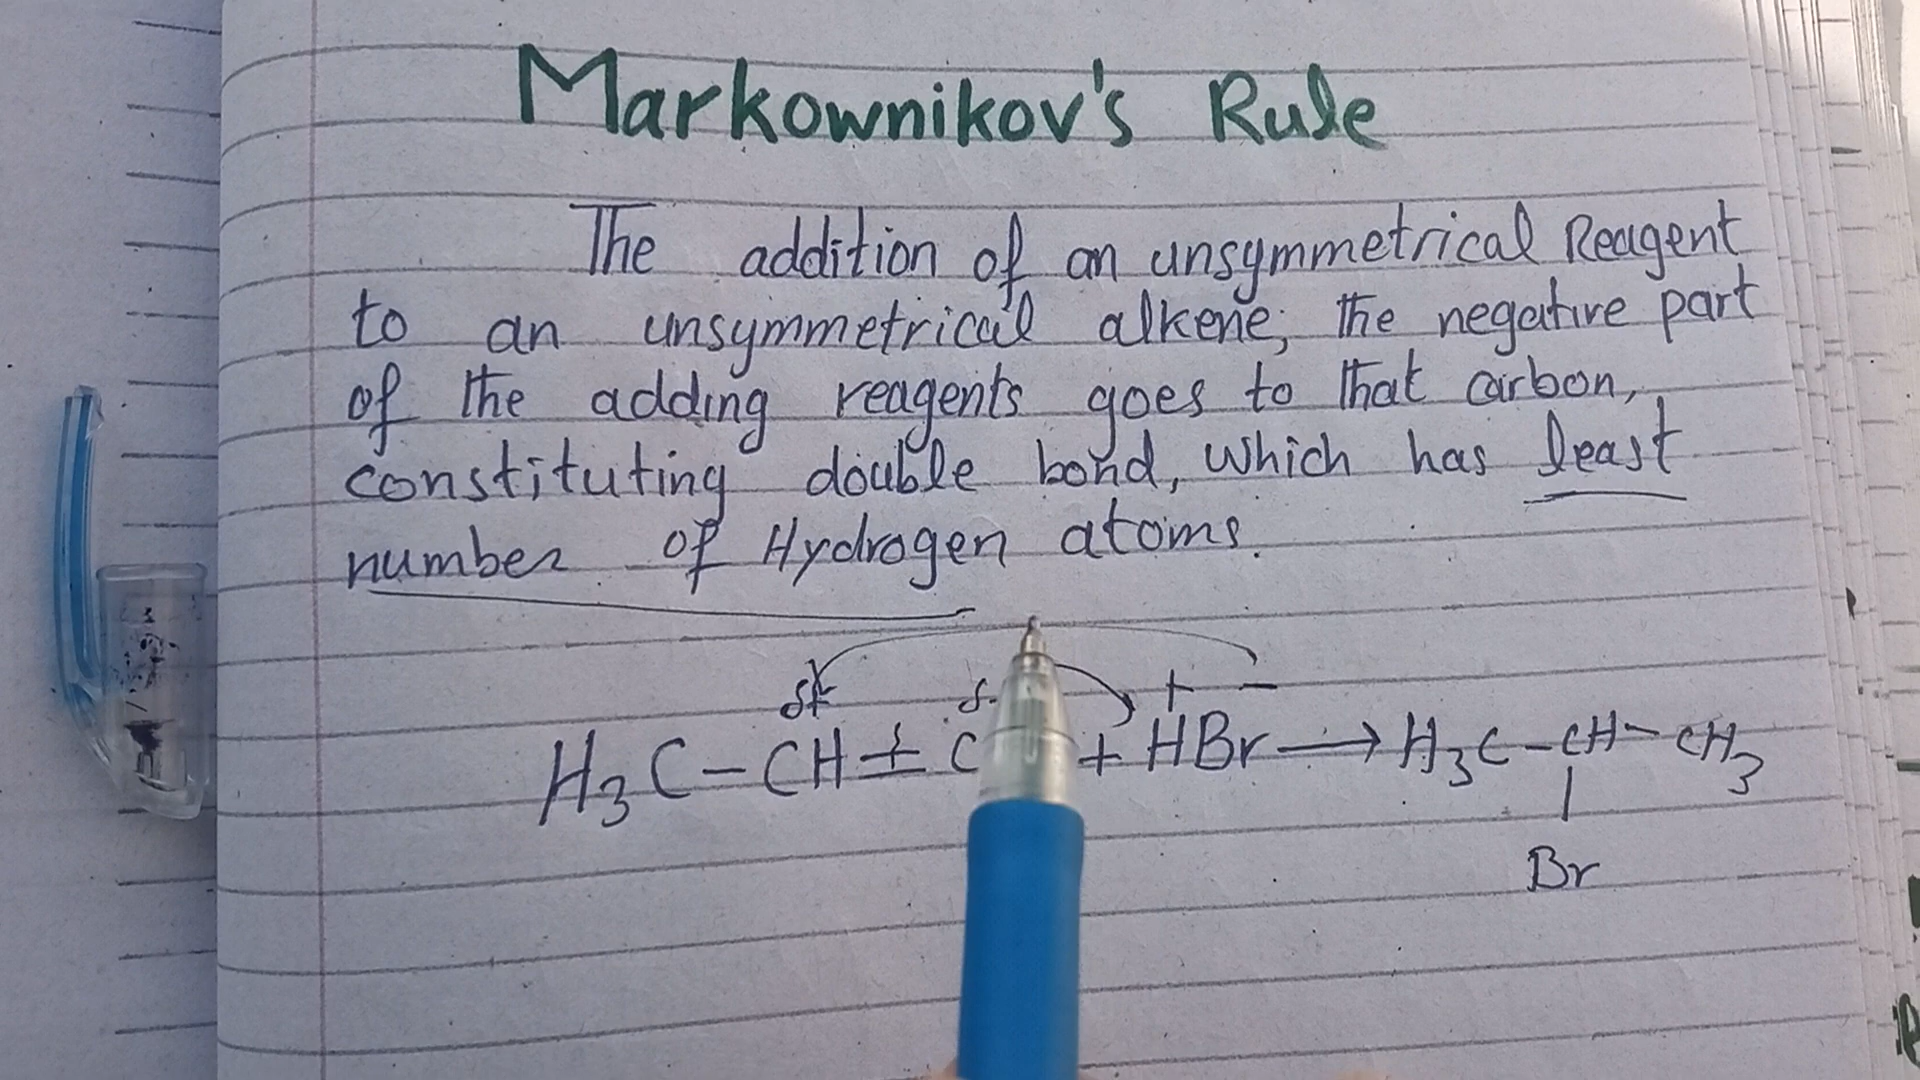 Markownikov's Rule
The addition of an unsymmetrical Reagent
to an unsymmetrical alkene, the negative part
of the adding reagents goes to that carbon,
constituting double bond, which has least
number of Hydrogen atoms.
δ+ δ- + -
H₃C-CH=C + HBr → H₃C-CH-CH₃
|
Br